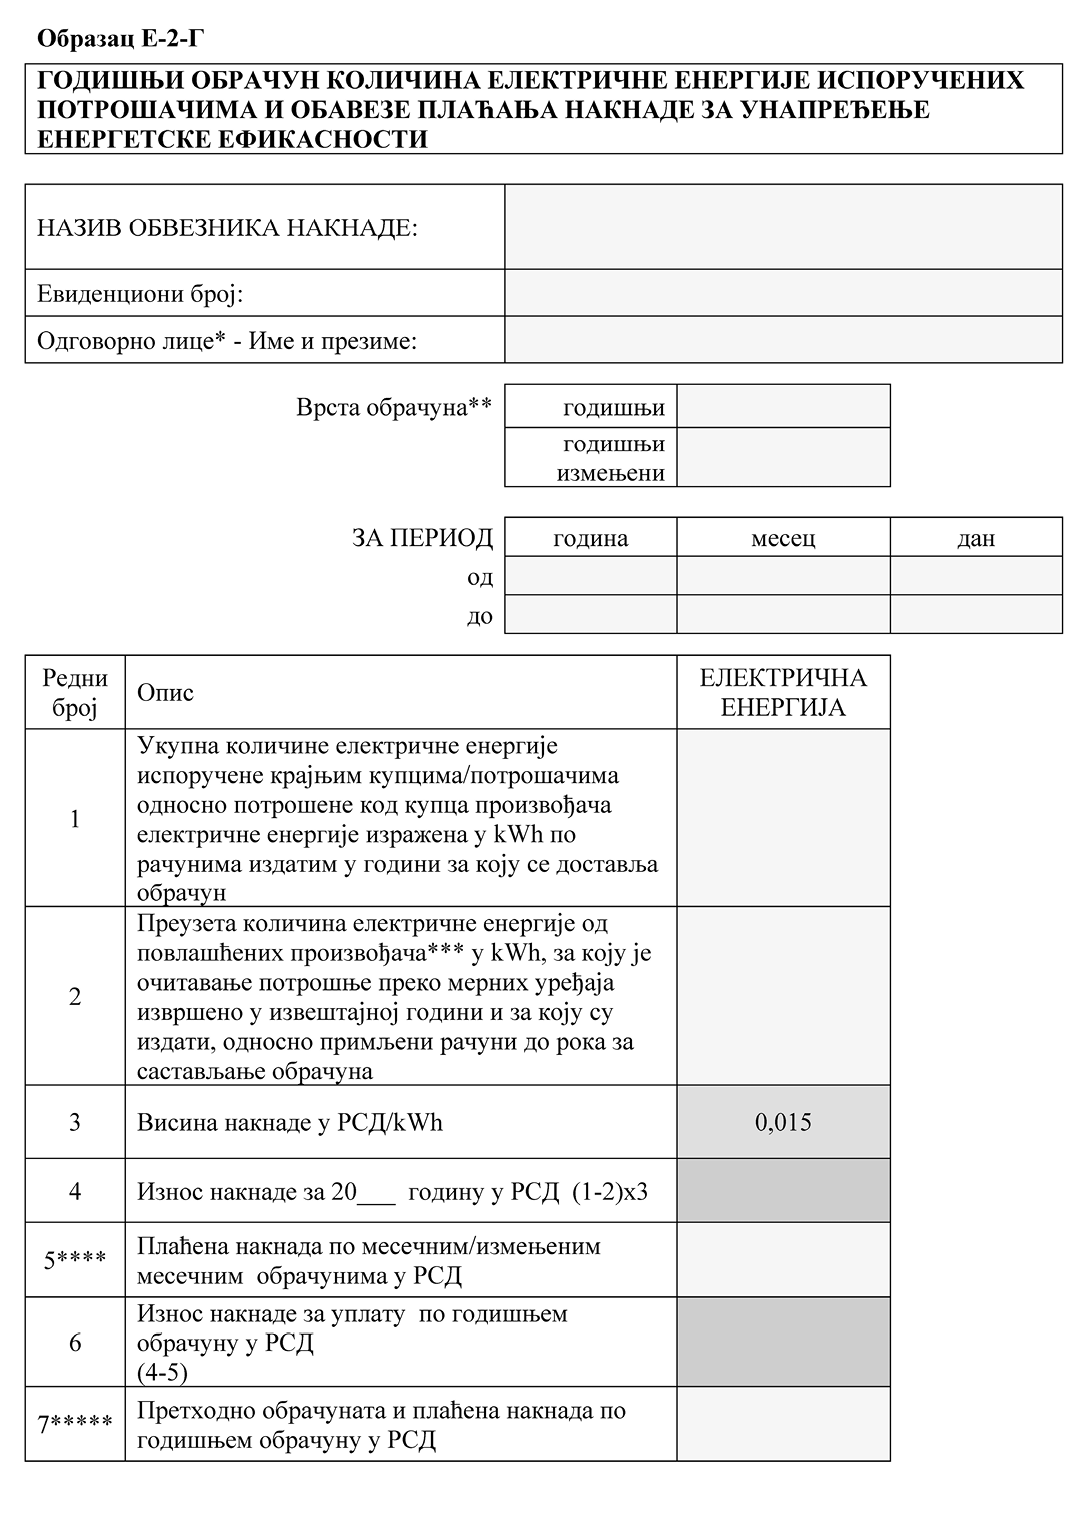 Образац Е-2-Г
ГОДИШЊИ ОБРАЧУН КОЛИЧИНА ЕЛЕКТРИЧНЕ ЕНЕРГИЈЕ ИСПОРУЧЕНИХ
ПОТРОШАЧИМА И ОБАВЕЗЕ ПЛАЋАЊА НАКНАДЕ ЗА УНАПРЕЂЕЊЕ
ЕНЕРГЕТСКЕ ЕФИКАСНОСТИ
НАЗИВ ОБВЕЗНИКА НАКНАДЕ:
Евиденциони број:
Одговорно лице* - Име и презиме:
Врста обрачуна** годишњи
годишњи
измењени
ЗА ПЕРИОД година месец дан
од
до
Редни
број
Опис
ЕЛЕКТРИЧНА
ЕНЕРГИЈА
1
Укупна количине електричне енергије
испоручене крајњим купцима/потрошачима
односно потрошене код купца произвођача
електричне енергије изражена у kWh по
рачунима издатим у години за коју се доставља
обрачун
2
Преузета количина електричне енергије од
повлашћених произвођача*** у kWh, за коју је
очитавање потрошње преко мерних уређаја
извршено у извештајној години и за коју су
издати, односно примљени рачуни до рока за
састављање обрачуна
3 Висина накнаде у РСД/kWh 0,015
4 Износ накнаде за 20___ годину у РСД (1-2)x3
5****
Плаћена накнада по месечним/измењеним
месечним обрачунима у РСД
6
Износ накнаде за уплату по годишњем
обрачуну у РСД
(4-5)
7*****
Претходно обрачуната и плаћена накнада по
годишњем обрачуну у РСД